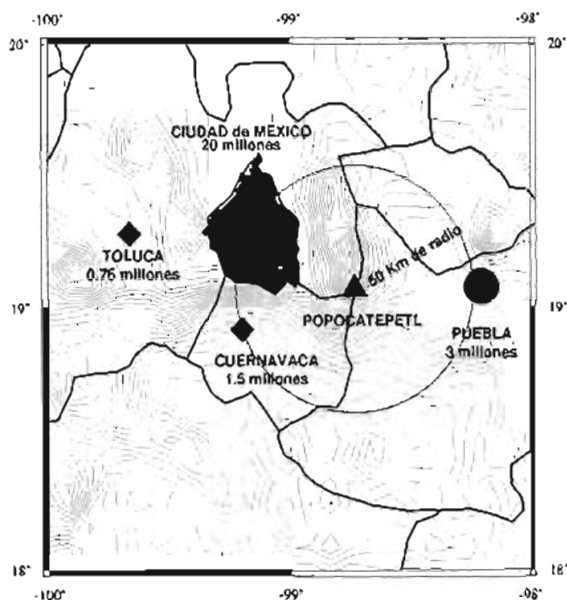 -100° -99° -98°
20° 20°
CIUDAD de MEXICO
20 millones
TOLUCA
0.76 millones
50 Km de radio
19° 19°
POPOCATEPETL
PUEBLA
3 millones
CUERNAVACA
1.5 millones
18° 18°
-100° -99° -98°